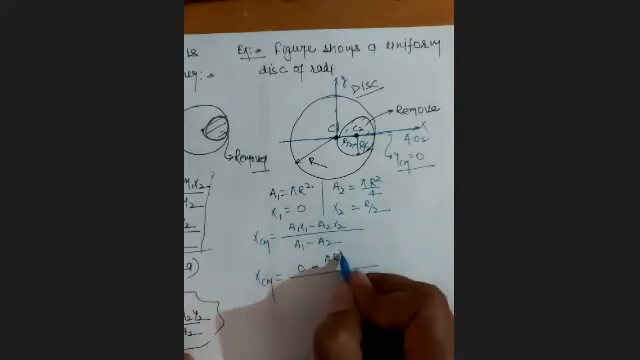 Ex:- Figure shows a uniform
disc of radi
y
DISC
Remove
C1
C2
R/2
R/2
R
x
A.O.S
Ycm = 0
Remove
A1 = πR²
A2 = πR²/4
x1 = 0
x2 = R/2
Xcm = A1x1 - A2x2 / A1 - A2
Xcm = 0 - πR